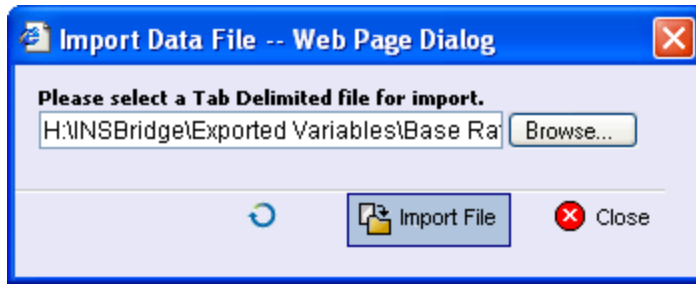 Import Data File -- Web Page Dialog
Please select a Tab Delimited file for import.
H:\INSBridge\Exported Variables\Base Rat Browse...
Import File Close